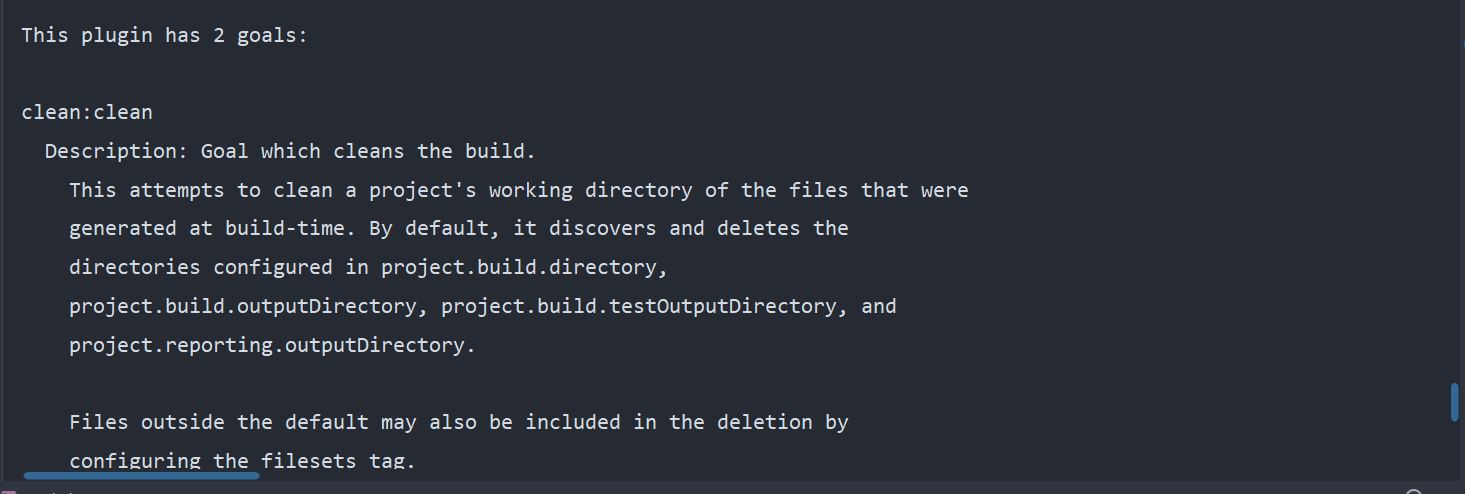 This plugin has 2 goals:
clean:clean
Description: Goal which cleans the build.
This attempts to clean a project's working directory of the files that were
generated at build-time. By default, it discovers and deletes the
directories configured in project.build.directory,
project.build.outputDirectory, project.build.testOutputDirectory, and
project.reporting.outputDirectory.
Files outside the default may also be included in the deletion by
configuring the filesets tag.